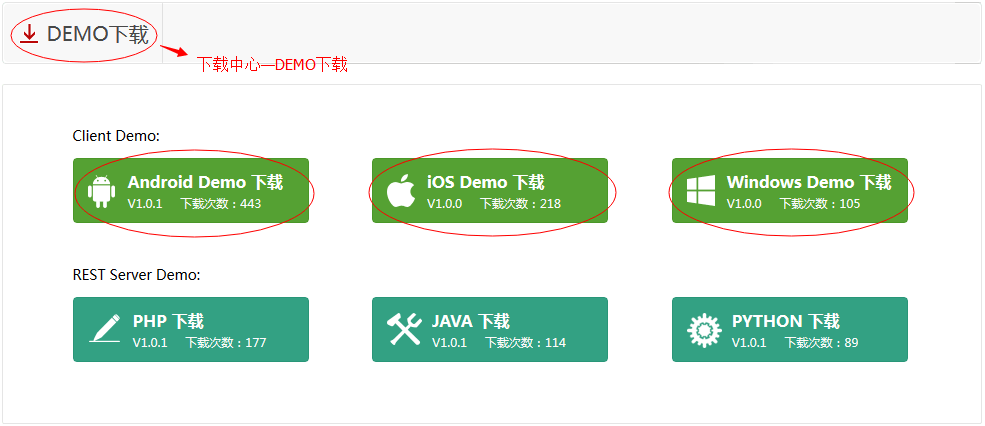 DEMO下载
下载中心—DEMO下载
Client Demo:
Android Demo 下载
V1.0.1 下载次数：443
iOS Demo 下载
V1.0.0 下载次数：218
Windows Demo 下载
V1.0.0 下载次数：105
REST Server Demo:
PHP 下载
V1.0.1 下载次数：177
JAVA 下载
V1.0.1 下载次数：114
PYTHON 下载
V1.0.1 下载次数：89